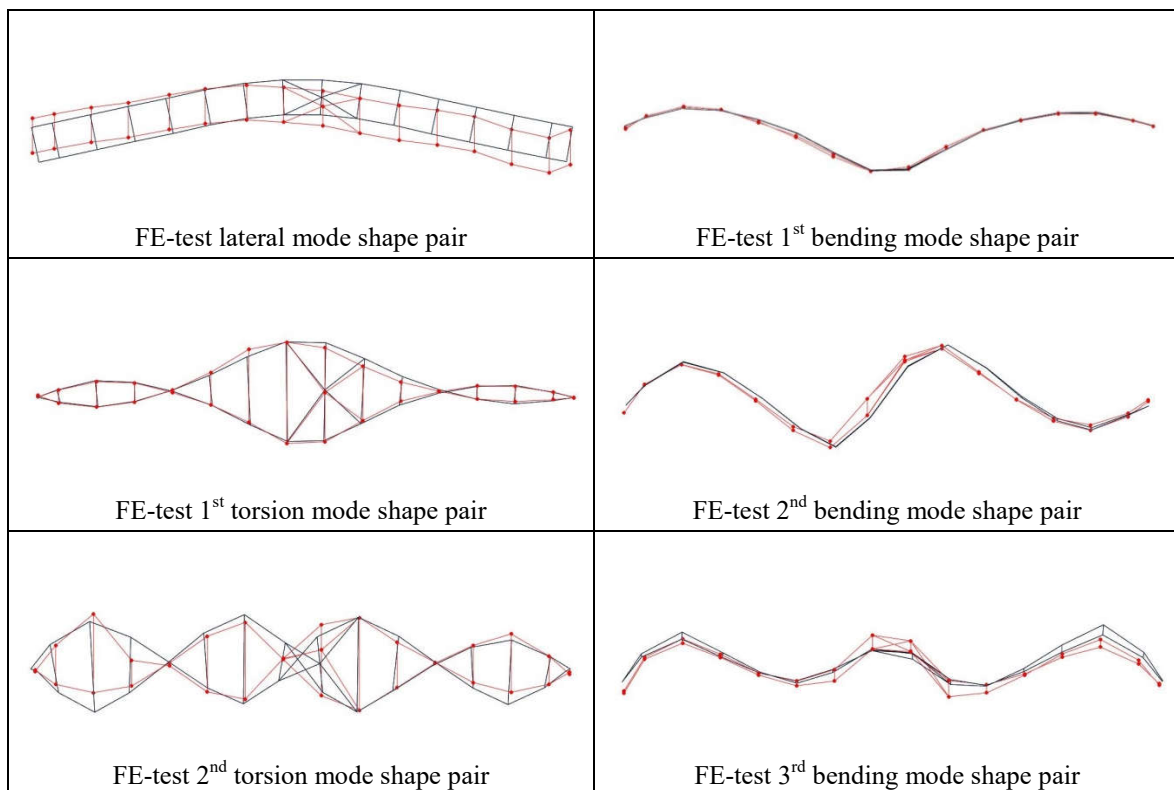 FE-test lateral mode shape pair
FE-test 1st bending mode shape pair
FE-test 1st torsion mode shape pair
FE-test 2nd bending mode shape pair
FE-test 2nd torsion mode shape pair
FE-test 3rd bending mode shape pair